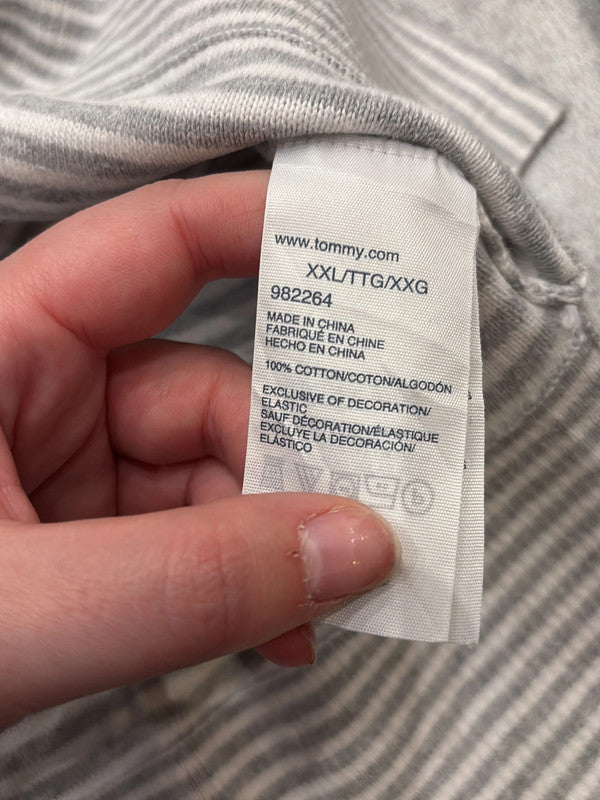 www.tommy.com
XXL/TTG/XXG
982264
MADE IN CHINA
FABRIQUÉ EN CHINE
HECHO EN CHINA
100% COTTON/COTON/ALGODÓN
EXCLUSIVE OF DECORATION/
ELASTIC
SAUF DÉCORATION/ÉLASTIQUE
EXCLUYE LA DECORACIÓN/
ELÁSTICO